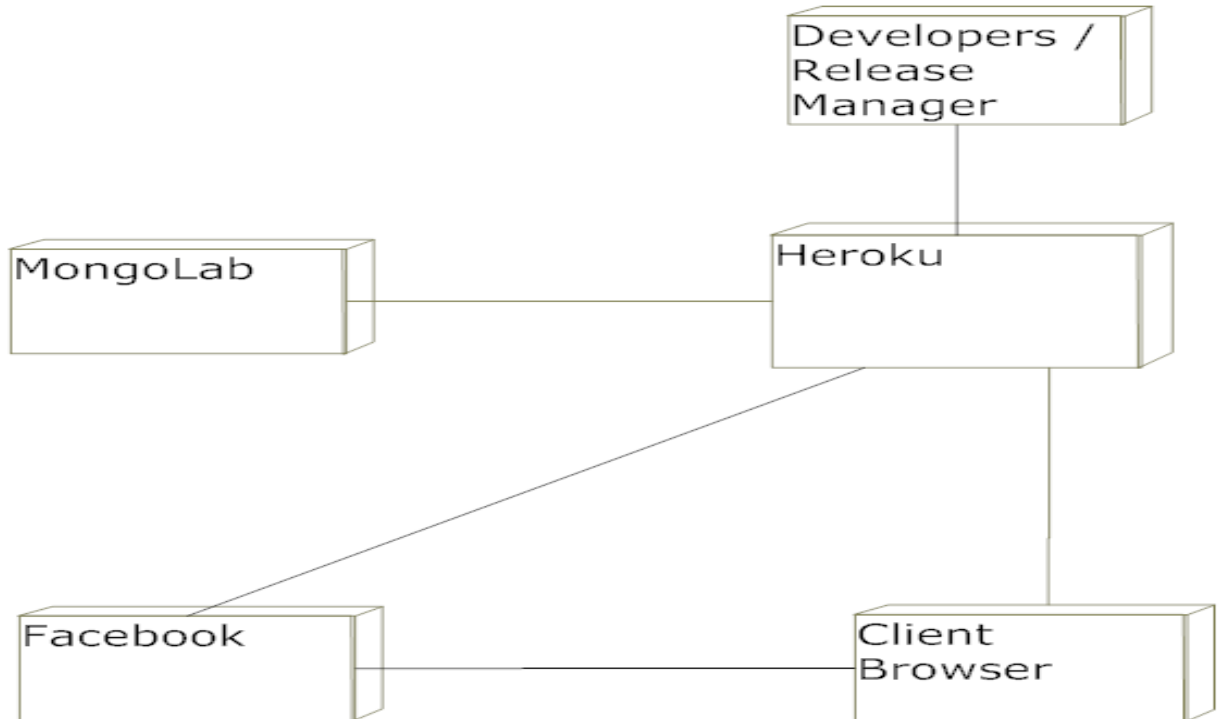 Developers /
Release
Manager
MongoLab
Heroku
Facebook
Client
Browser